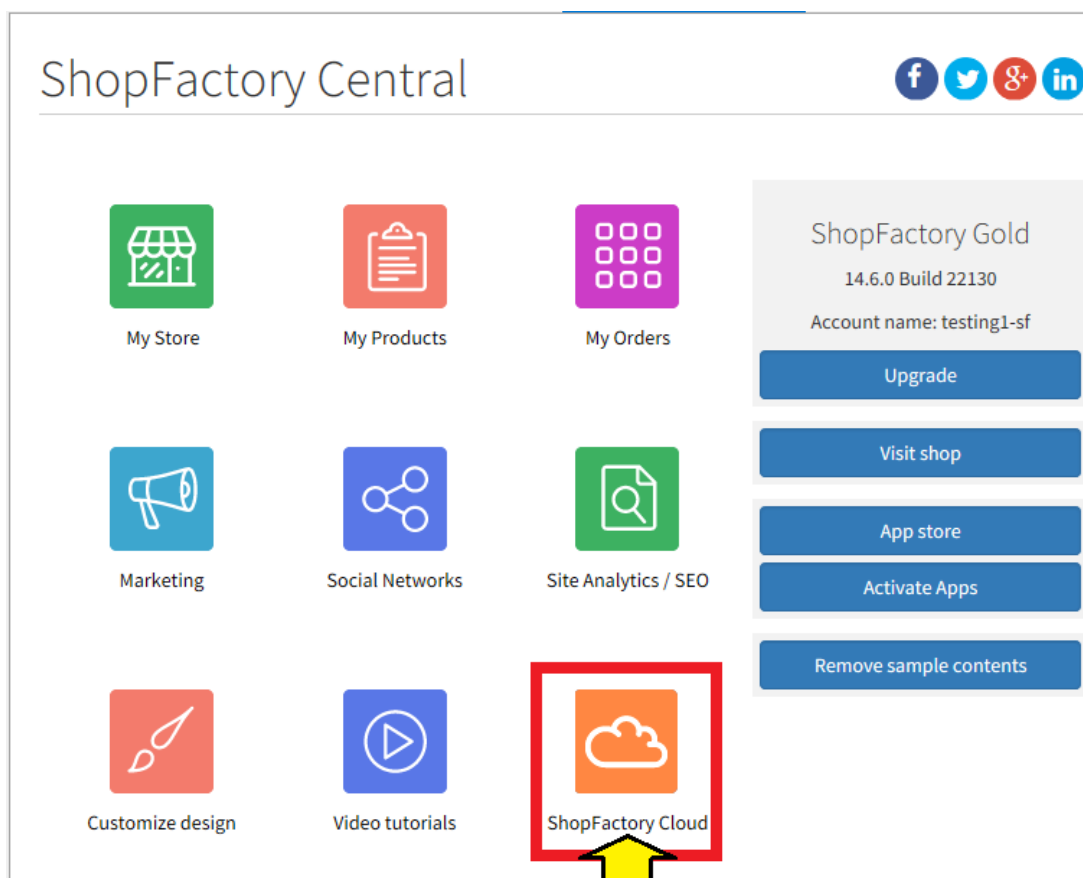 ShopFactory Central
f
8+
in
My Store
My Products
My Orders
ShopFactory Gold
14.6.0 Build 22130
Account name: testing1-sf
Upgrade
Visit shop
Marketing
Social Networks
Site Analytics / SEO
App store
Activate Apps
Remove sample contents
Customize design
Video tutorials
ShopFactory Cloud